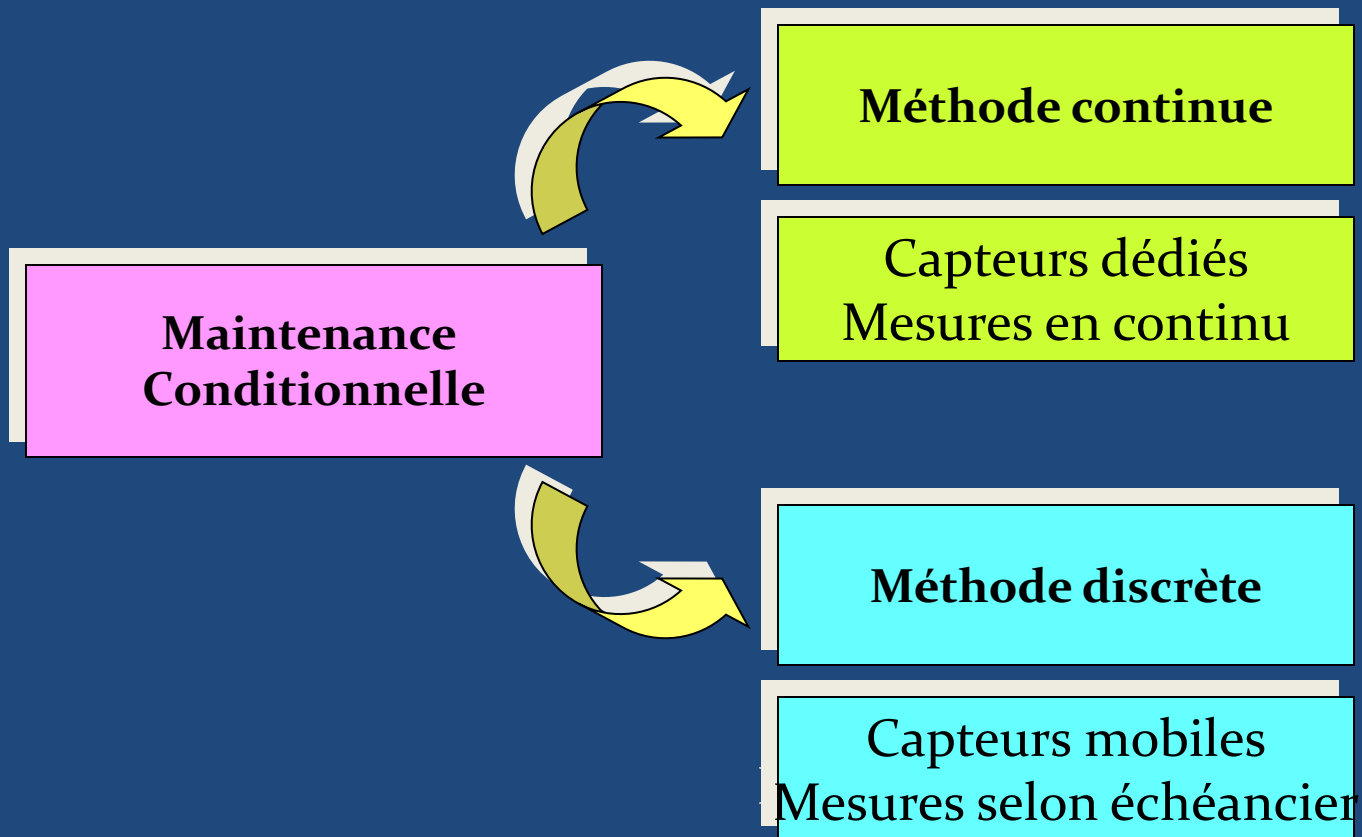 Méthode continue
Capteurs dédiés
Mesures en continu
Maintenance
Conditionnelle
Méthode discrète
Capteurs mobiles
Mesures selon échéancier